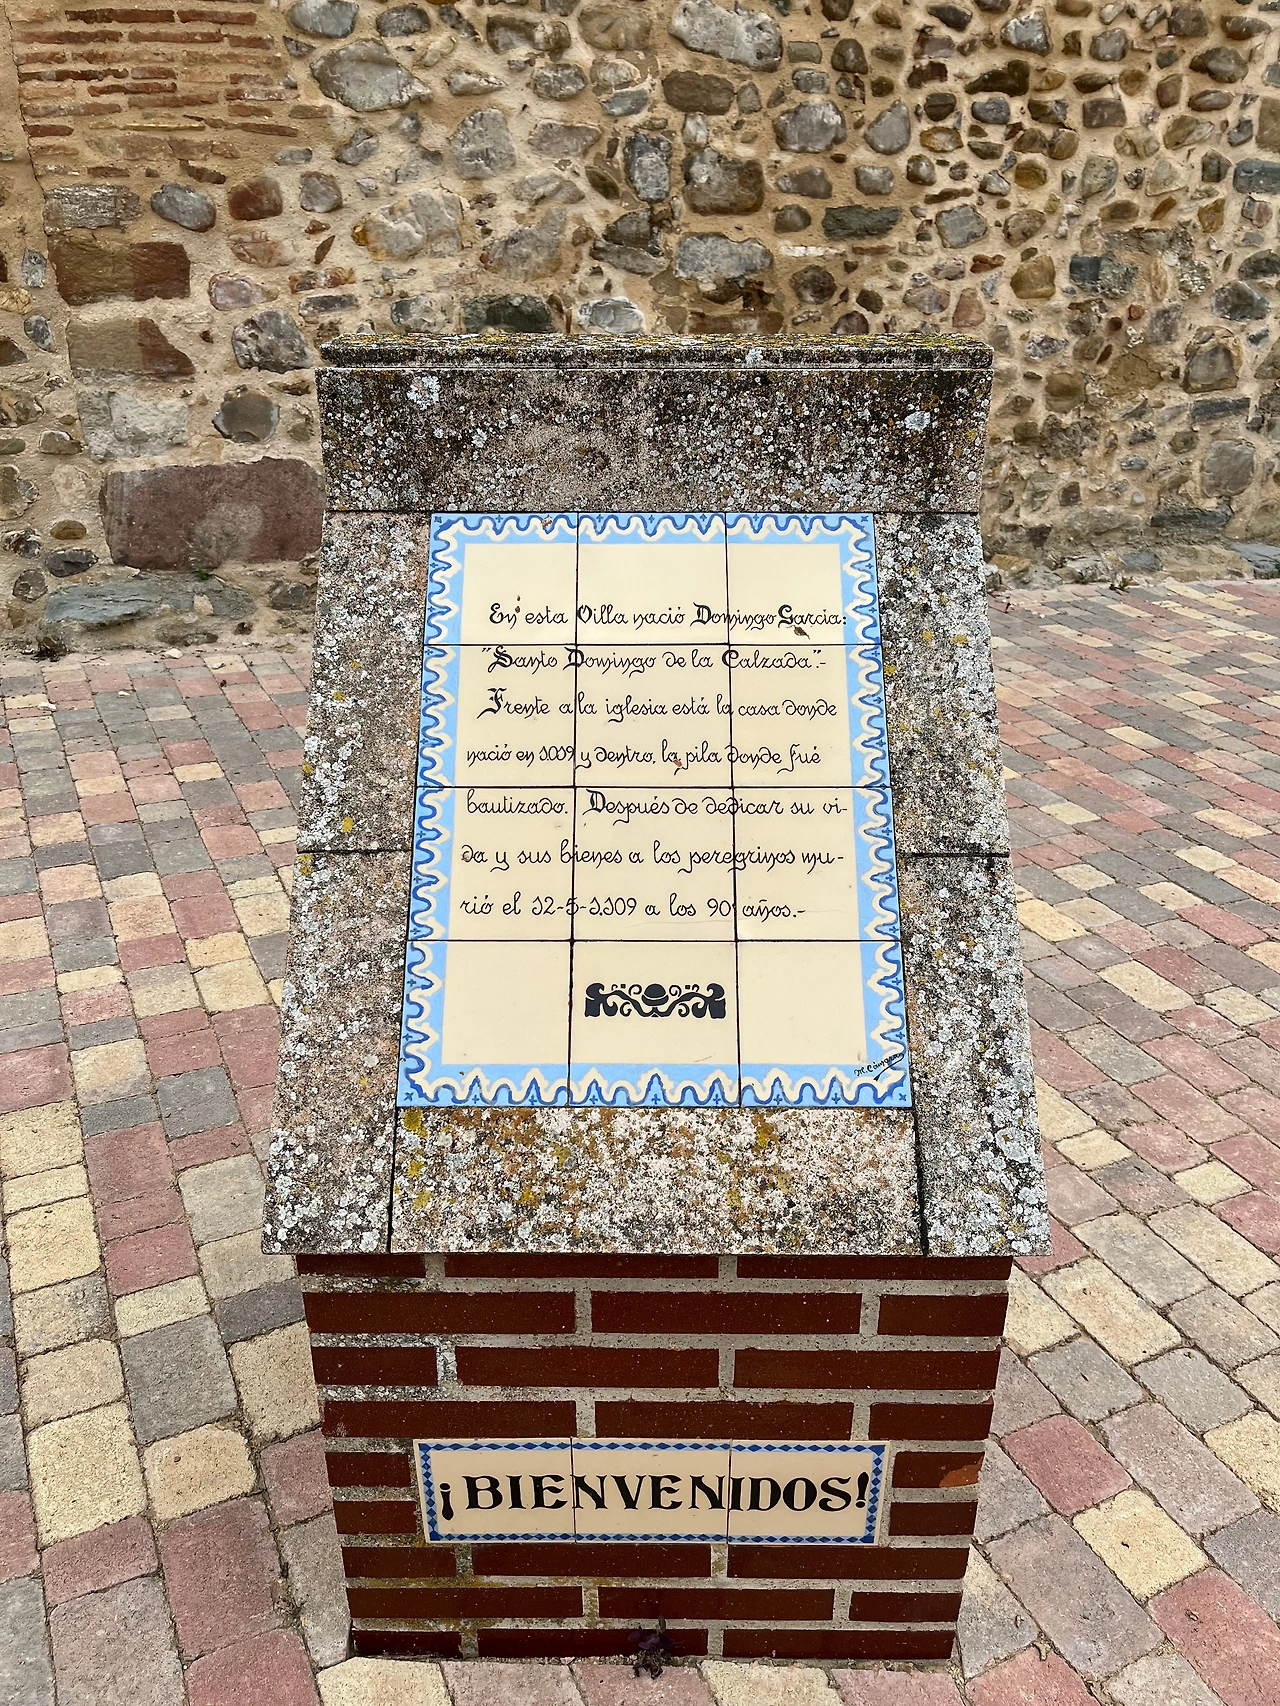 En esta Villa nació Domingo Garcia:
"Santo Domingo de la Calzada".-
Frente a la iglesia está la casa donde
nació en 1019 y dentro, la pila donde fué
bautizado. Después de dedicar su vi-
da y sus bienes a los peregrinos mu-
rió el 12-5-1109 a los 90 años.-
¡BIENVENIDOS!